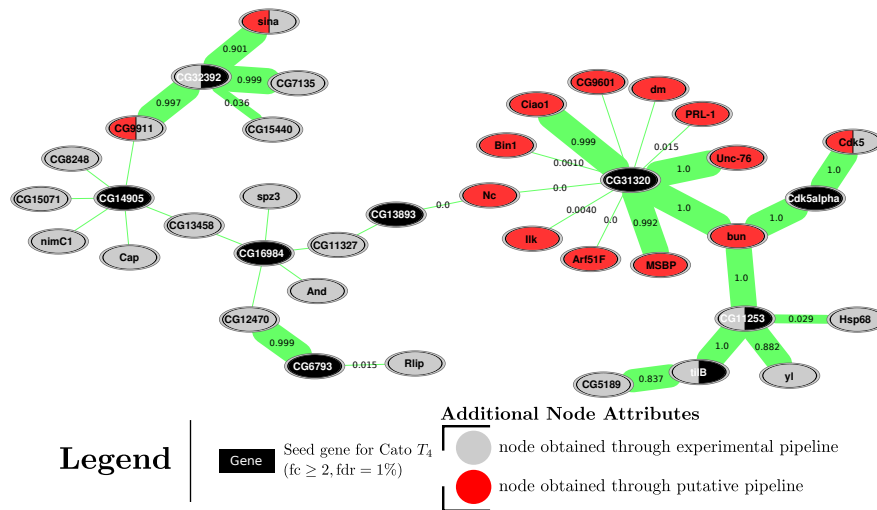 sina
0.901
CG32392
0.999
CG7135
0.997
0.036
CG9911
CG15440
CG8248
CG15071
CG14905
nimC1
Cap
CG13458
spz3
CG13893
0.0
CG16984
CG11327
And
CG12470
0.999
CG6793
0.015
Rlip
CG9601
dm
Ciao1
PRL-1
0.999
0.015
Bin1
0.0010
1.0
Unc-76
CG31320
Nc
0.0
1.0
0.0040
0.0
0.992
Ilk
Arf51F
MSBP
bun
Cdk5
1.0
Cdk5alpha
1.0
1.0
CG11253
0.029
Hsp68
1.0
0.882
CG5189
0.837
tilB
yl
Legend
Gene
Seed gene for Cato T4
(fc ≥ 2, fdr = 1%)
Additional Node Attributes
node obtained through experimental pipeline
node obtained through putative pipeline